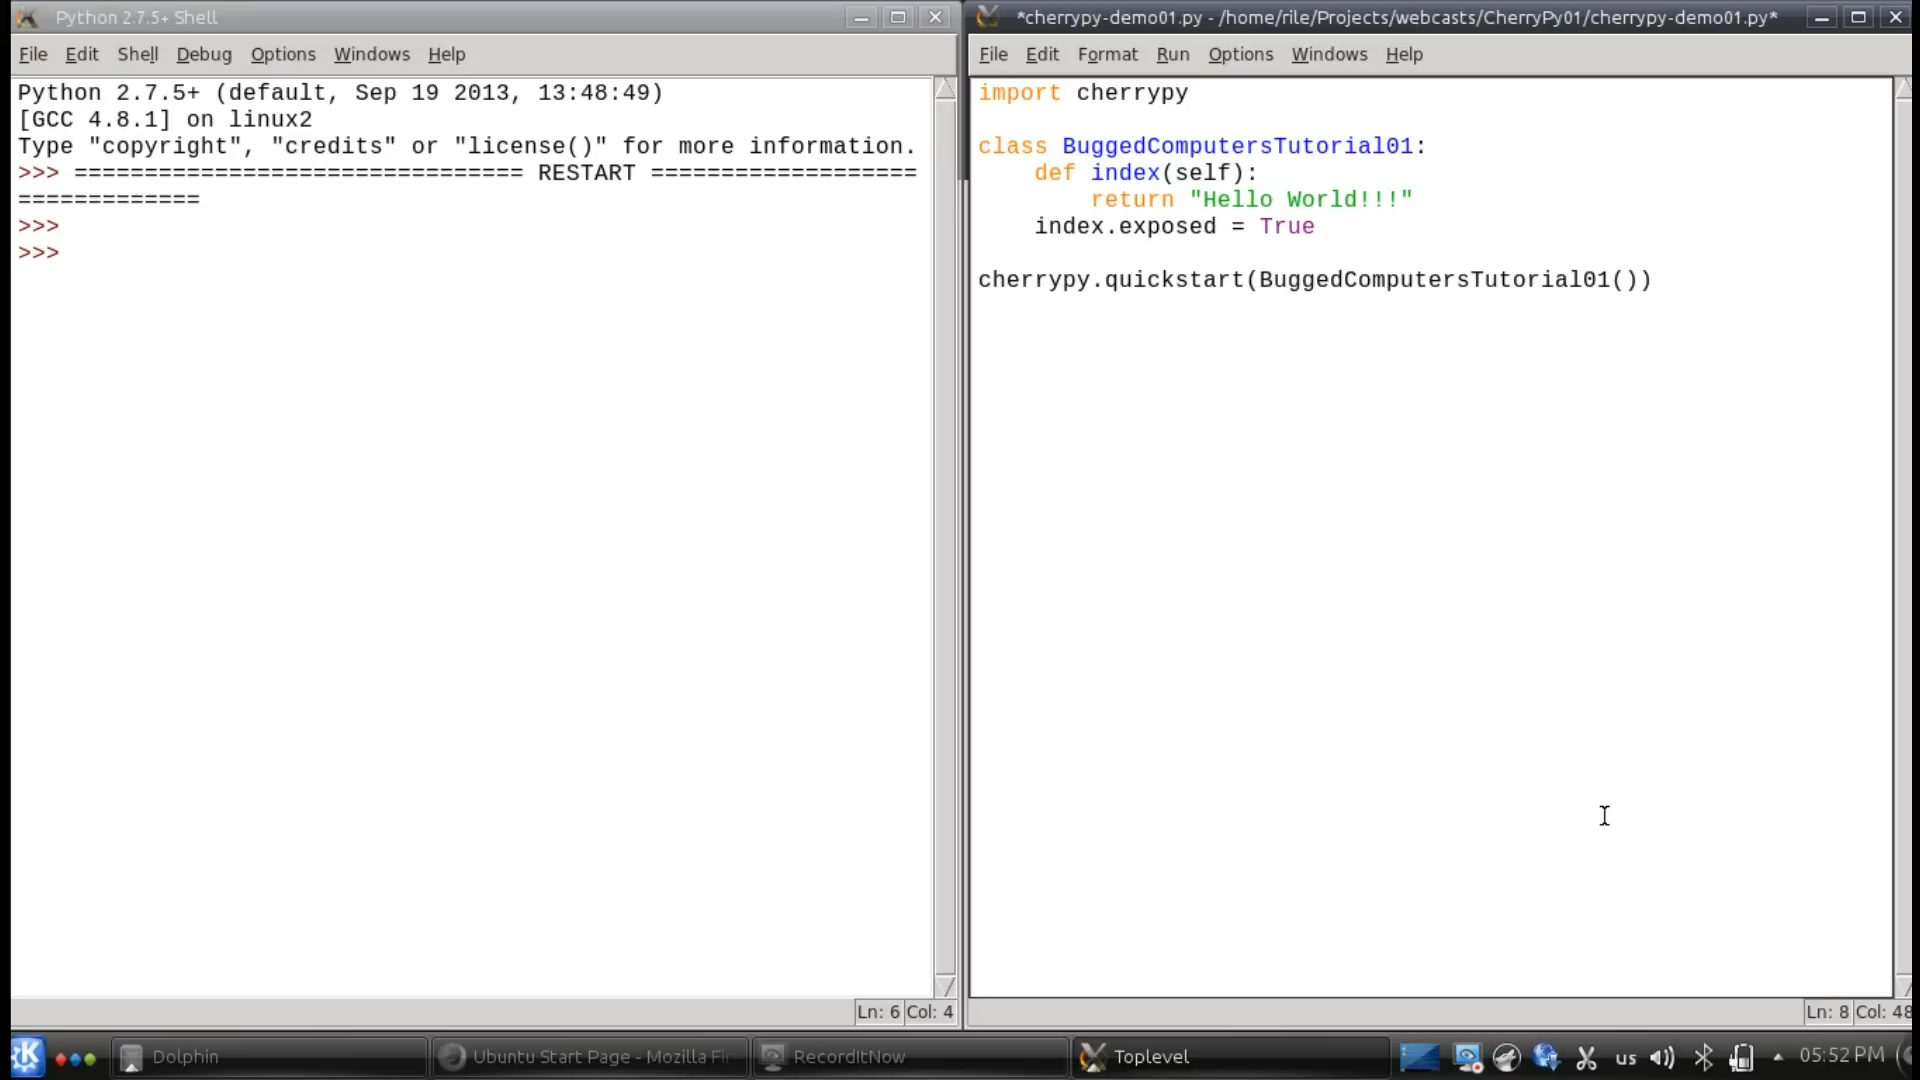 Python 2.7.5+ Shell
File Edit Shell Debug Options Windows Help
Python 2.7.5+ (default, Sep 19 2013, 13:48:49)
[GCC 4.8.1] on linux2
Type "copyright", "credits" or "license()" for more information.
>>> ================================ RESTART ===================
=============
>>>
>>>
Ln: 6 Col: 4
*cherrypy-demo01.py - /home/rile/Projects/webcasts/CherryPy01/cherrypy-demo01.py*
File Edit Format Run Options Windows Help
import cherrypy
class BuggedComputersTutorial01:
def index(self):
return "Hello World!!!"
index.exposed = True
cherrypy.quickstart(BuggedComputersTutorial01())
Ln: 8 Col: 48
Dolphin Ubuntu Start Page - Mozilla Fir RecordItNow Toplevel us 05:52 PM